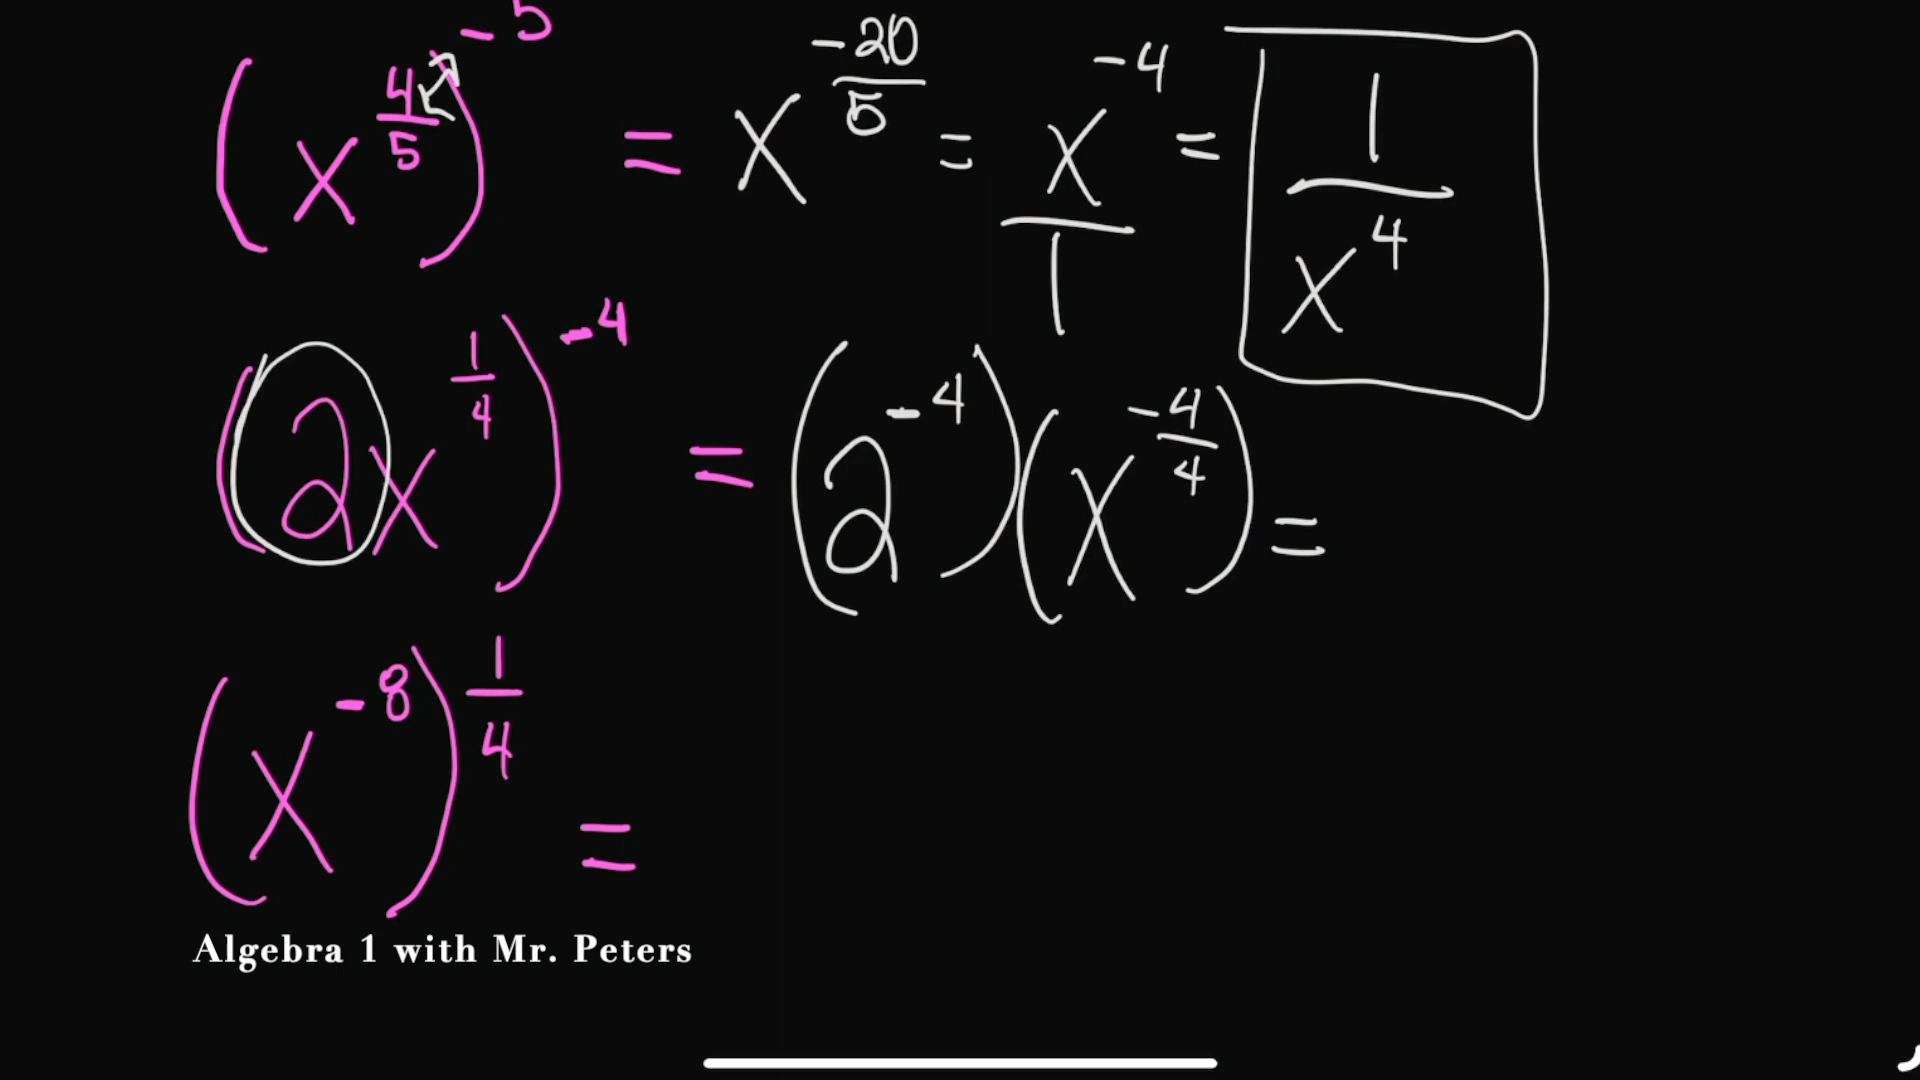 (x^{4/5})^{-5} = x^{-20/5} = x^{-4}/1 = 1/x^4
(2x^{1/4})^{-4} = (2^{-4})(x^{-4/4}) =
(x^{-8})^{1/4} =
Algebra 1 with Mr. Peters